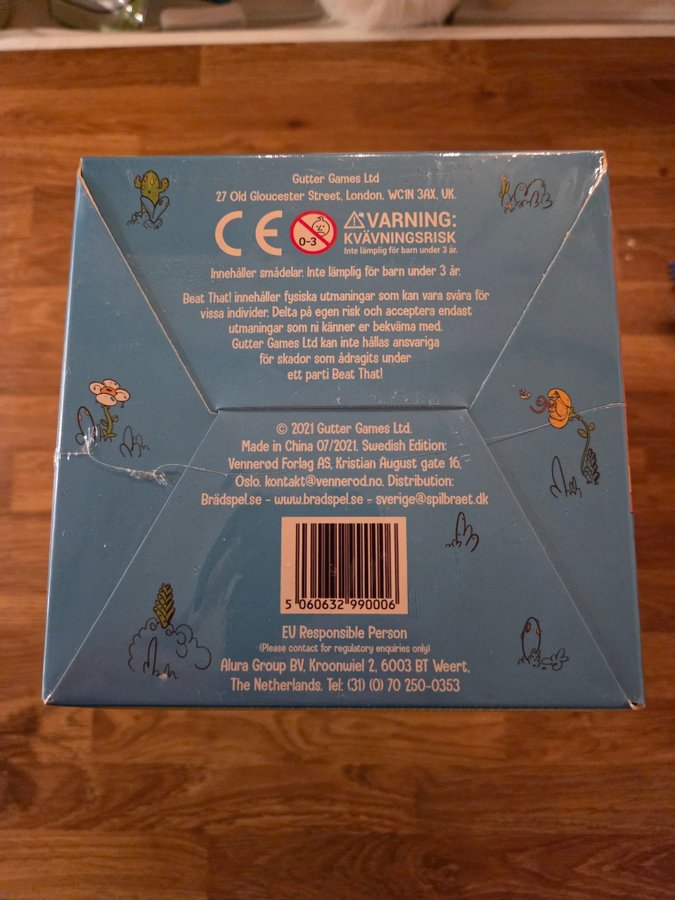 Gutter Games Ltd
27 Old Gloucester Street, London, WC1N 3AX, UK.
CE
0-3
VARNING:
KVÄVNINGSRISK
Inte lämplig för barn under 3 år.
Innehåller smådelar. Inte lämplig för barn under 3 år.
Beat That! innehåller fysiska utmaningar som kan vara svåra för
vissa individer. Delta på egen risk och acceptera endast
utmaningar som ni känner er bekväma med.
Gutter Games Ltd kan inte hållas ansvariga
för skador som ådragits under
ett parti Beat That!
© 2021 Gutter Games Ltd.
Made in China 07/2021. Swedish Edition:
Vennerød Forlag AS, Kristian August gate 16,
Oslo. kontakt@vennerod.no. Distribution:
Brädspel.se - www.bradspel.se - sverige@spilbraet.dk
5 060632 990006
EU Responsible Person
(Please contact for regulatory enquiries only)
Alura Group BV, Kroonwiel 2, 6003 BT Weert,
The Netherlands. Tel: (31) (0) 70 250-0353